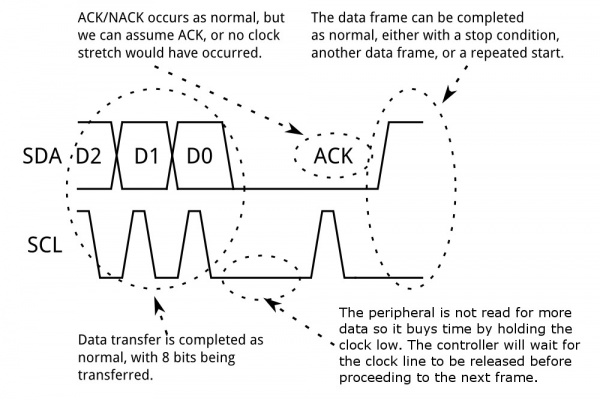 ACK/NACK occurs as normal, but
we can assume ACK, or no clock
stretch would have occurred.
The data frame can be completed
as normal, either with a stop condition,
another data frame, or a repeated start.
SDA D2 D1 D0 ACK
SCL
Data transfer is completed as
normal, with 8 bits being
transferred.
The peripheral is not read for more
data so it buys time by holding the
clock low. The controller will wait for
the clock line to be released before
proceeding to the next frame.